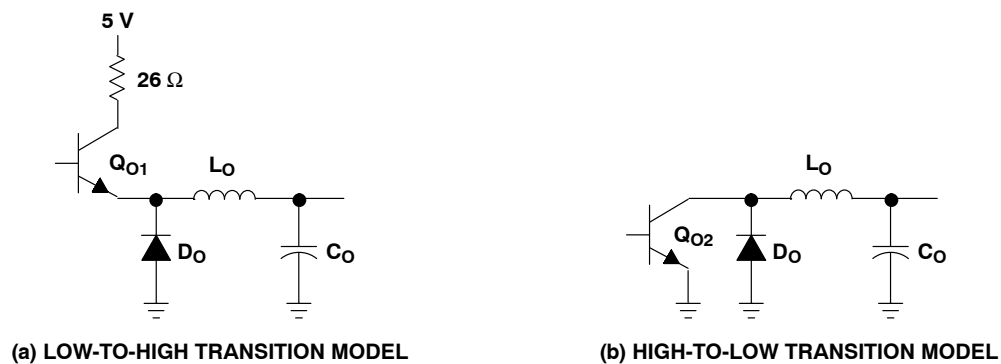 5 V
26 Ω
QO1
LO
DO
CO
(a) LOW-TO-HIGH TRANSITION MODEL
LO
QO2
DO
CO
(b) HIGH-TO-LOW TRANSITION MODEL